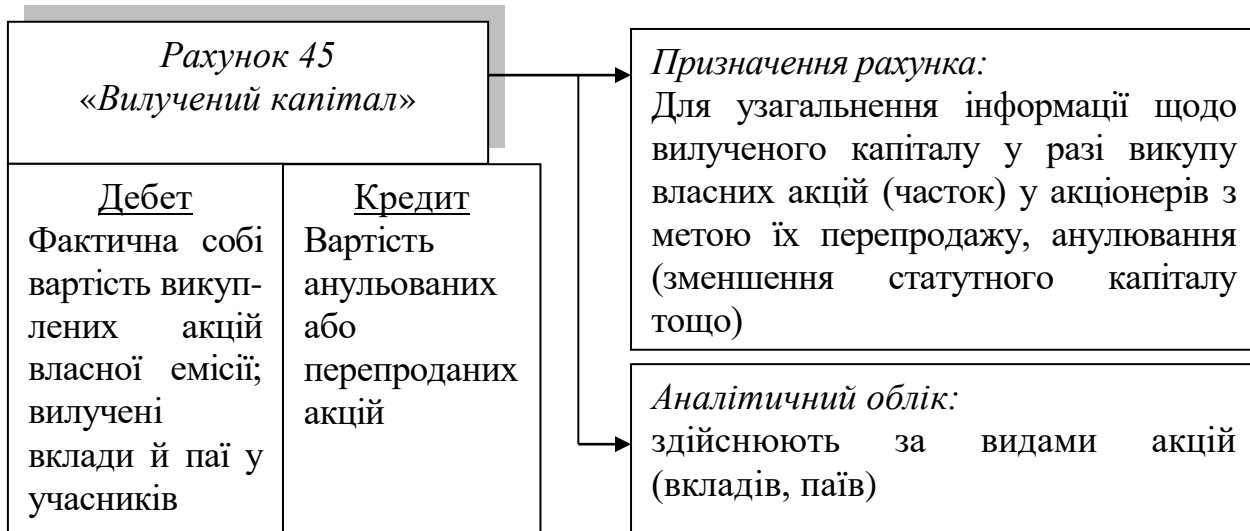 Рахунок 45
«Вилучений капітал»
Дебет
Фактична собі
вартість викуп-
лених акцій
власної емісії;
вилучені
вклади й паї у
учасників
Кредит
Вартість
анульованих
або
перепроданих
акцій
Призначення рахунка:
Для узагальнення інформації щодо
вилученого капіталу у разі викупу
власних акцій (часток) у акціонерів з
метою їх перепродажу, анулювання
(зменшення статутного капіталу
тощо)
Аналітичний облік:
здійснюють за видами акцій
(вкладів, паїв)